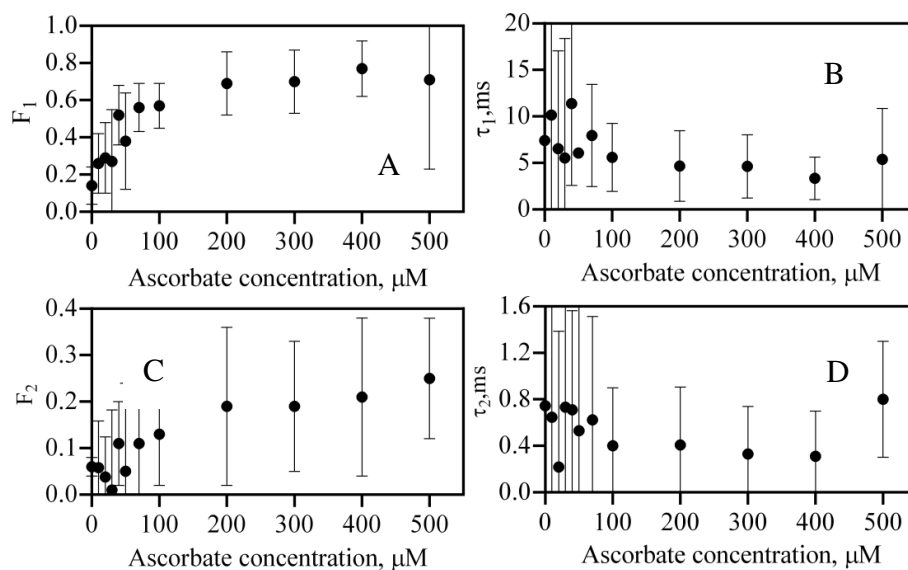 1.0
0.8
0.6
0.4
0.2
0.0
F1
A
0 100 200 300 400 500
Ascorbate concentration, μM
20
15
10
5
0
τ1,ms
B
0 100 200 300 400 500
Ascorbate concentration, μM
0.4
0.3
0.2
0.1
0.0
F2
C
0 100 200 300 400 500
Ascorbate concentration, μM
1.6
1.2
0.8
0.4
0.0
τ2,ms
D
0 100 200 300 400 500
Ascorbate concentration, μM